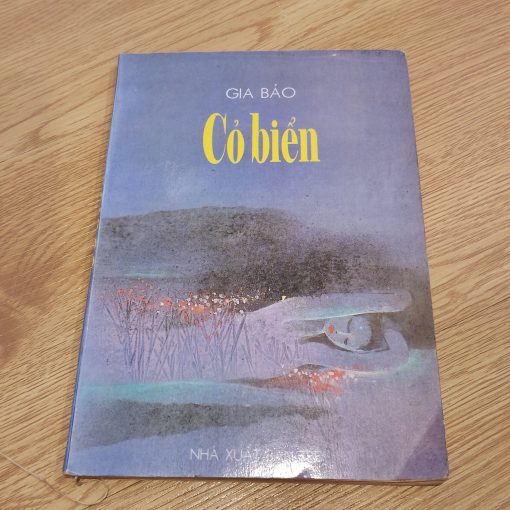 GIA BẢO
Cỏ biển
NHÀ XUẤT